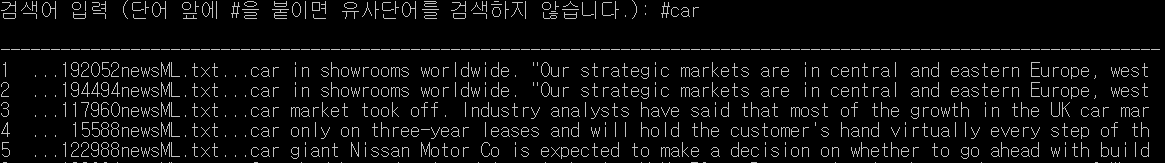 검색어 입력 (단어 앞에 #을 붙이면 유사단어를 검색하지 않습니다.): #car
--------------------------------------------------------------------------------------------------------------------
1 ...192052newsML.txt...car in showrooms worldwide. "Our strategic markets are in central and eastern Europe, west
2 ...194494newsML.txt...car in showrooms worldwide. "Our strategic markets are in central and eastern Europe, west
3 ...117960newsML.txt...car market took off. Industry analysts have said that most of the growth in the UK car mar
4 ... 15588newsML.txt...car only on three-year leases and will hold the customer's hand virtually every step of th
5 ...122988newsML.txt...car giant Nissan Motor Co is expected to make a decision on whether to go ahead with build